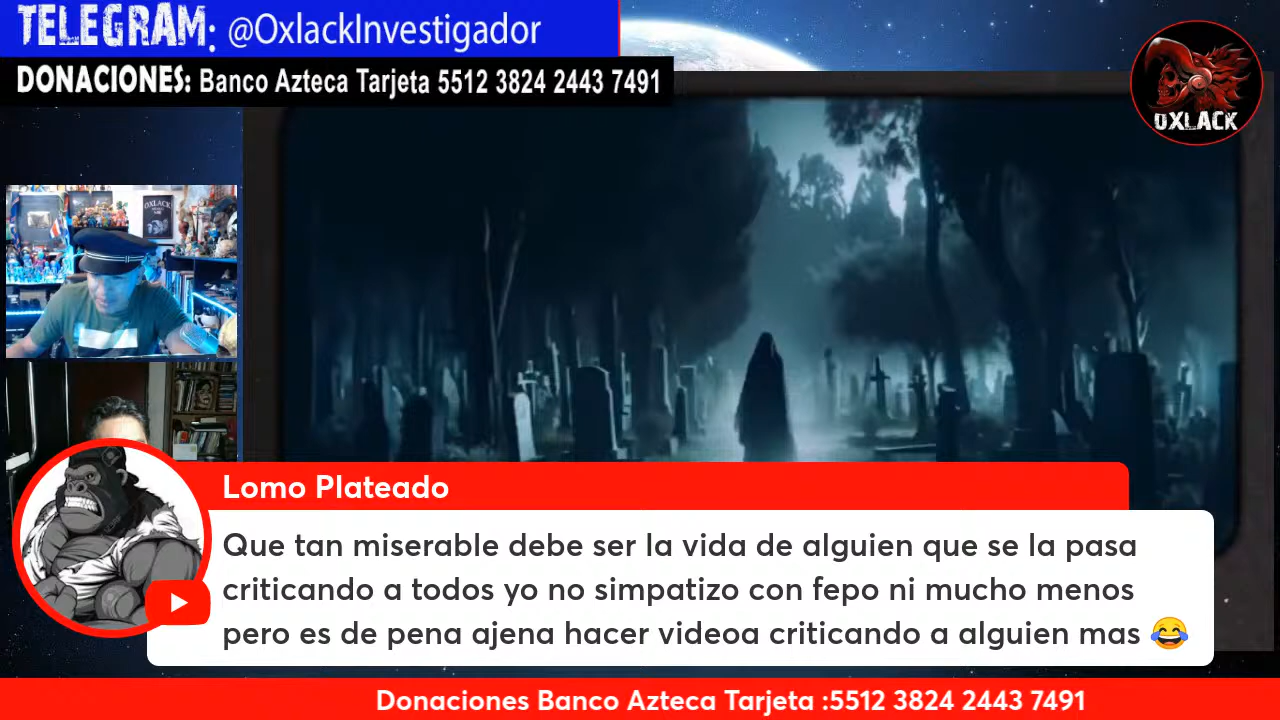 TELEGRAM: @OxlackInvestigador
DONACIONES: Banco Azteca Tarjeta 5512 3824 2443 7491
OXLACK
OXLACK
Lomo Plateado
Que tan miserable debe ser la vida de alguien que se la pasa
criticando a todos yo no simpatizo con fepo ni mucho menos
pero es de pena ajena hacer videoa criticando a alguien mas 😂
Donaciones Banco Azteca Tarjeta :5512 3824 2443 7491